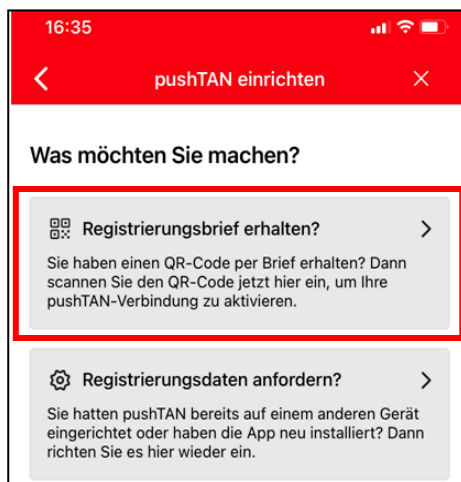 16:35
pushTAN einrichten
Was möchten Sie machen?
Registrierungsbrief erhalten?
Sie haben einen QR-Code per Brief erhalten? Dann
scannen Sie den QR-Code jetzt hier ein, um Ihre
pushTAN-Verbindung zu aktivieren.
Registrierungsdaten anfordern?
Sie hatten pushTAN bereits auf einem anderen Gerät
eingerichtet oder haben die App neu installiert? Dann
richten Sie es hier wieder ein.